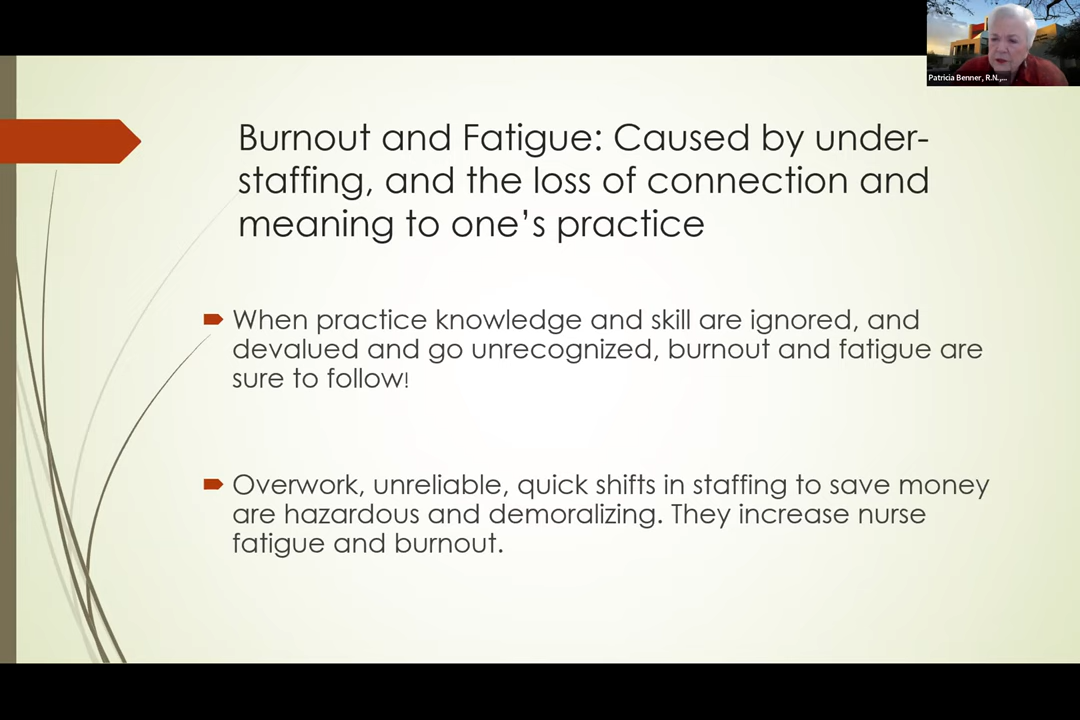 Patricia Benner, R.N.,...
Burnout and Fatigue: Caused by under-
staffing, and the loss of connection and
meaning to one’s practice
When practice knowledge and skill are ignored, and
devalued and go unrecognized, burnout and fatigue are
sure to follow!
Overwork, unreliable, quick shifts in staffing to save money
are hazardous and demoralizing. They increase nurse
fatigue and burnout.